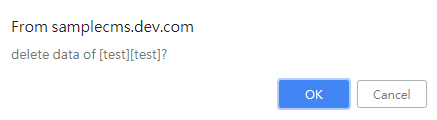 From samplecms.dev.com
delete data of [test][test]?
OK Cancel